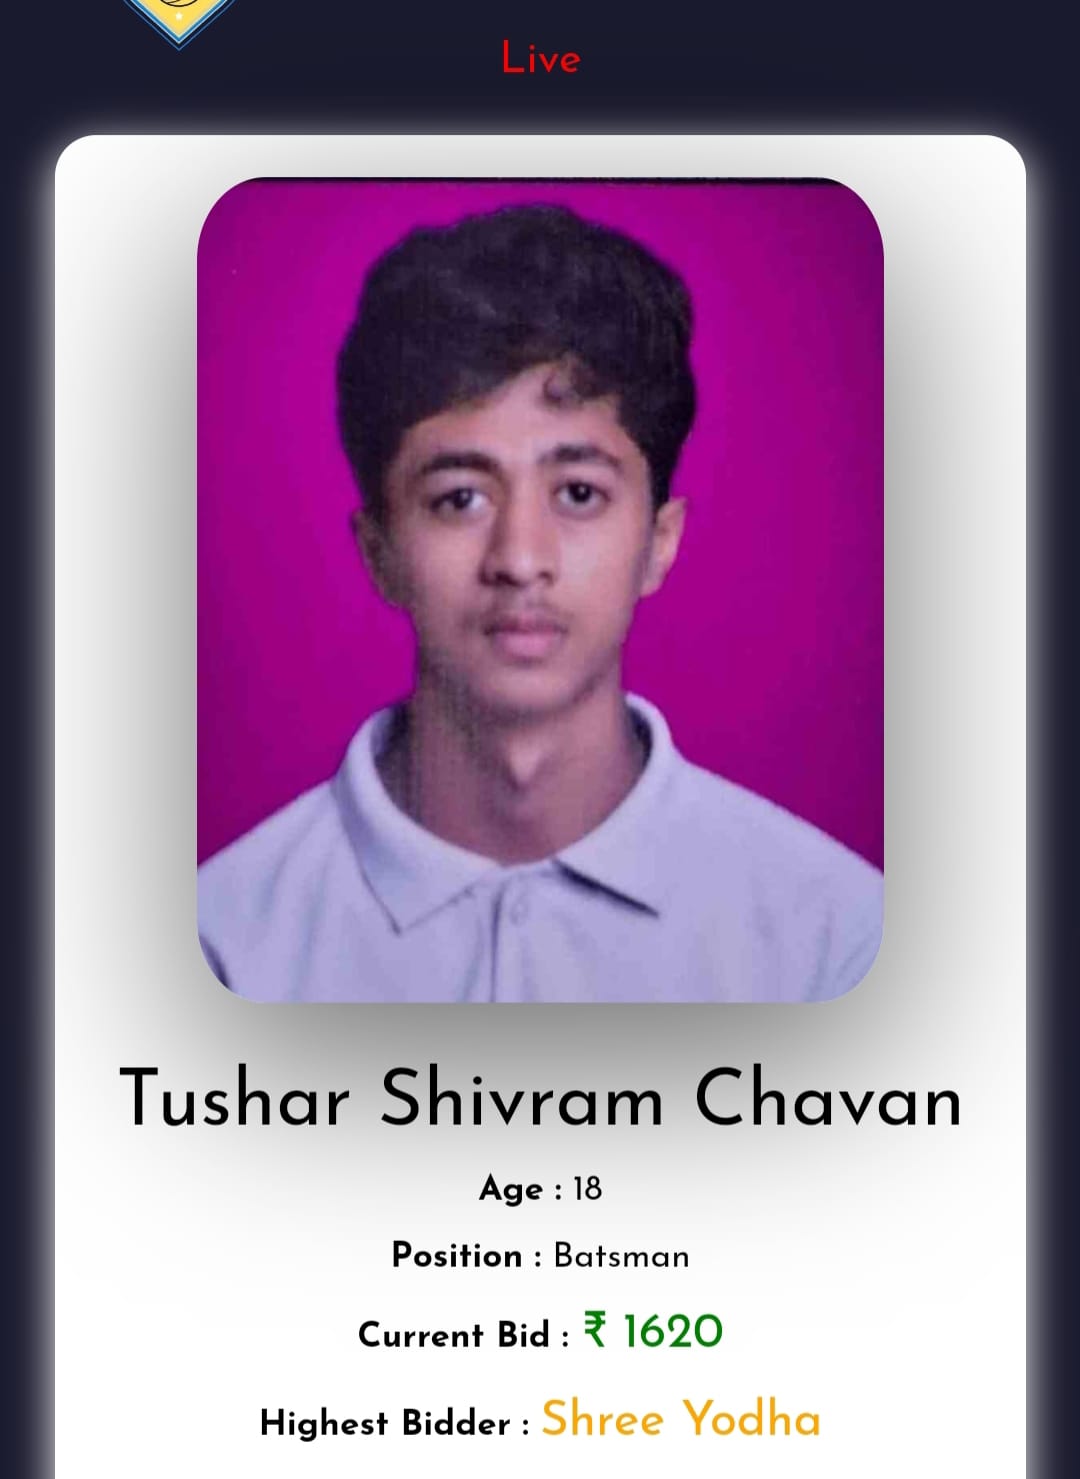 Live
Tushar Shivram Chavan
Age : 18
Position : Batsman
Current Bid : ₹ 1620
Highest Bidder : Shree Yodha